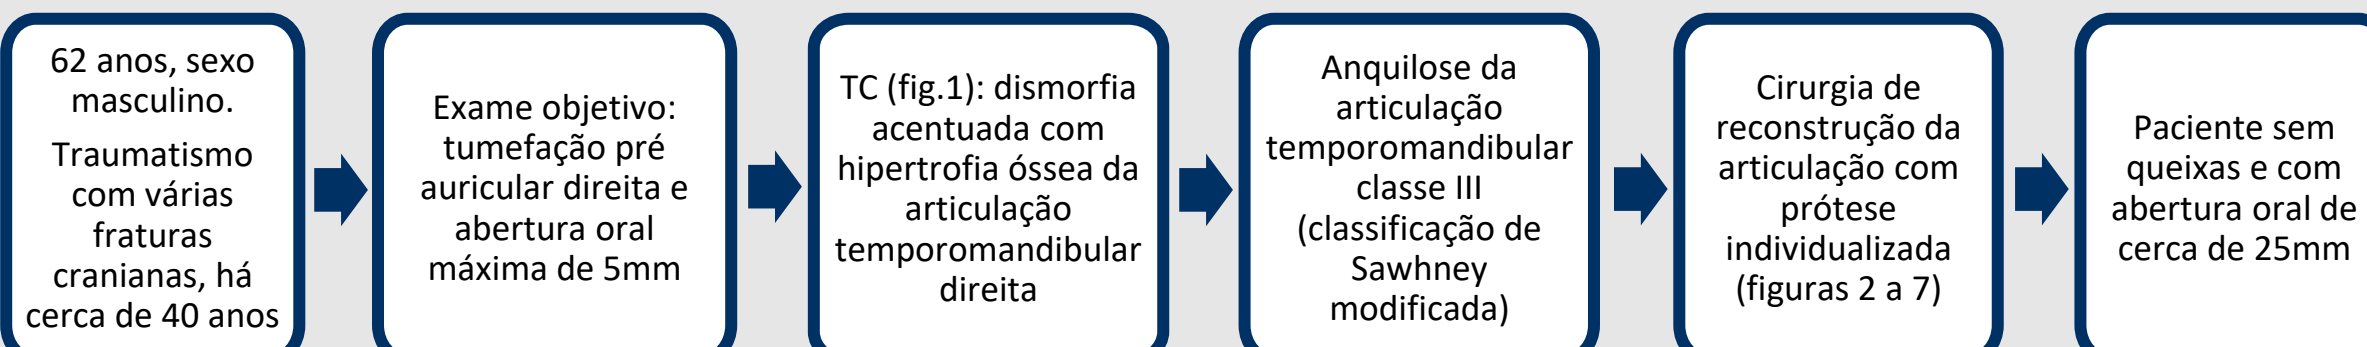 62 anos, sexo
masculino.
Traumatismo
com várias
fraturas
cranianas, há
cerca de 40 anos
Exame objetivo:
tumefação pré
auricular direita e
abertura oral
máxima de 5mm
TC (fig.1): dismorfia
acentuada com
hipertrofia óssea da
articulação
temporomandibular
direita
Anquilose da
articulação
temporomandibular
classe III
(classificação de
Sawhney
modificada)
Cirurgia de
reconstrução da
articulação com
prótese
individualizada
(figuras 2 a 7)
Paciente sem
queixas e com
abertura oral de
cerca de 25mm